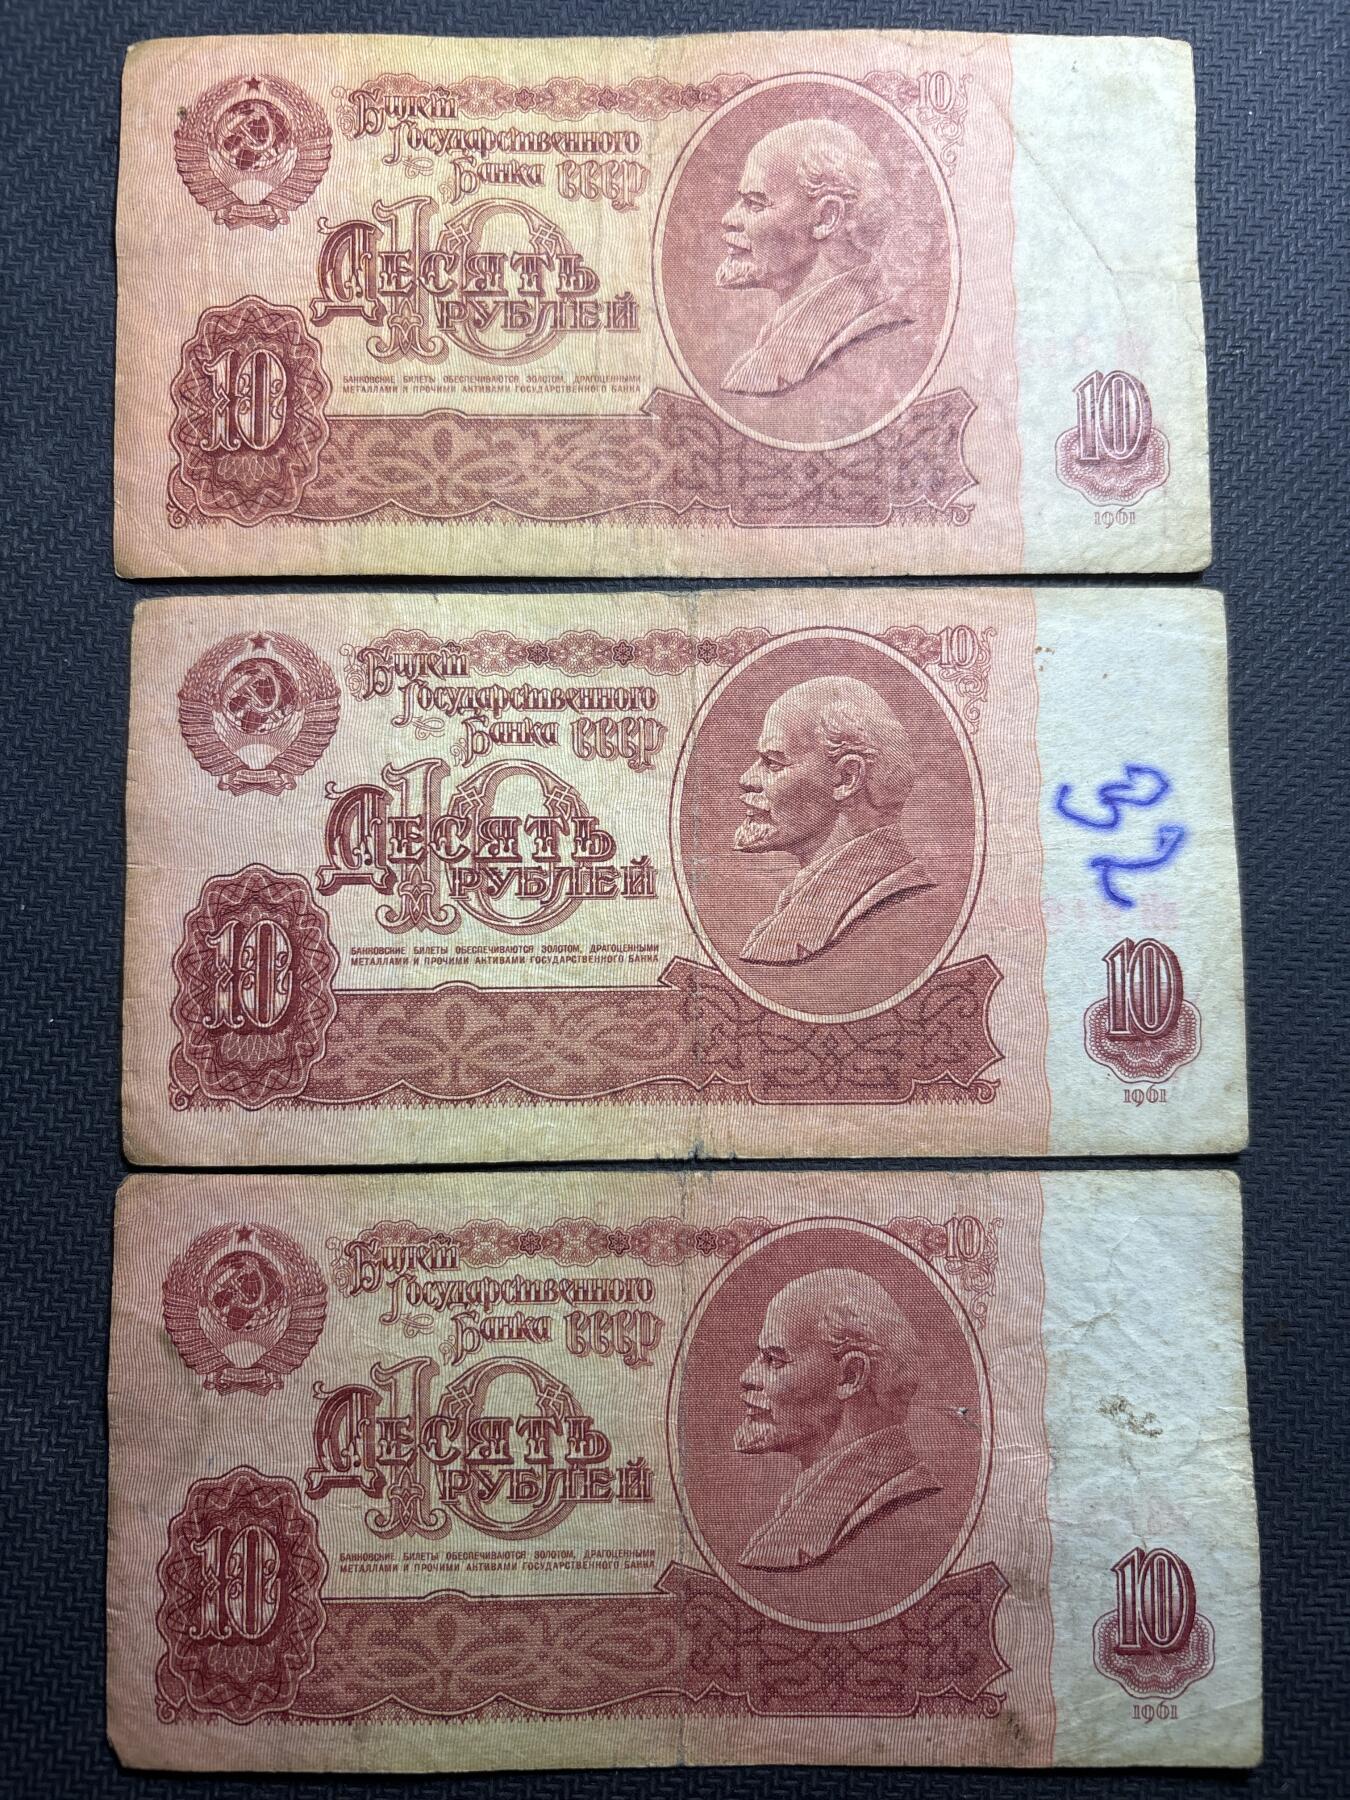 Билет
10
Государственного
Банка СССР
10
Десять
рублей
10
БАНКОВСКИЕ БИЛЕТЫ ОБЕСПЕЧИВАЮТСЯ ЗОЛОТОМ, ДРАГОЦЕННЫМИ
МЕТАЛЛАМИ И ПРОЧИМИ АКТИВАМИ ГОСУДАРСТВЕННОГО БАНКА
10
1961
Билет
10
Государственного
Банка СССР
10
Десять
рублей
32
10
БАНКОВСКИЕ БИЛЕТЫ ОБЕСПЕЧИВАЮТСЯ ЗОЛОТОМ, ДРАГОЦЕННЫМИ
МЕТАЛЛАМИ И ПРОЧИМИ АКТИВАМИ ГОСУДАРСТВЕННОГО БАНКА
10
1961
Билет
10
Государственного
Банка СССР
10
Десять
рублей
10
БАНКОВСКИЕ БИЛЕТЫ ОБЕСПЕЧИВАЮТСЯ ЗОЛОТОМ, ДРАГОЦЕННЫМИ
МЕТАЛЛАМИ И ПРОЧИМИ АКТИВАМИ ГОСУДАРСТВЕННОГО БАНКА
10
1961